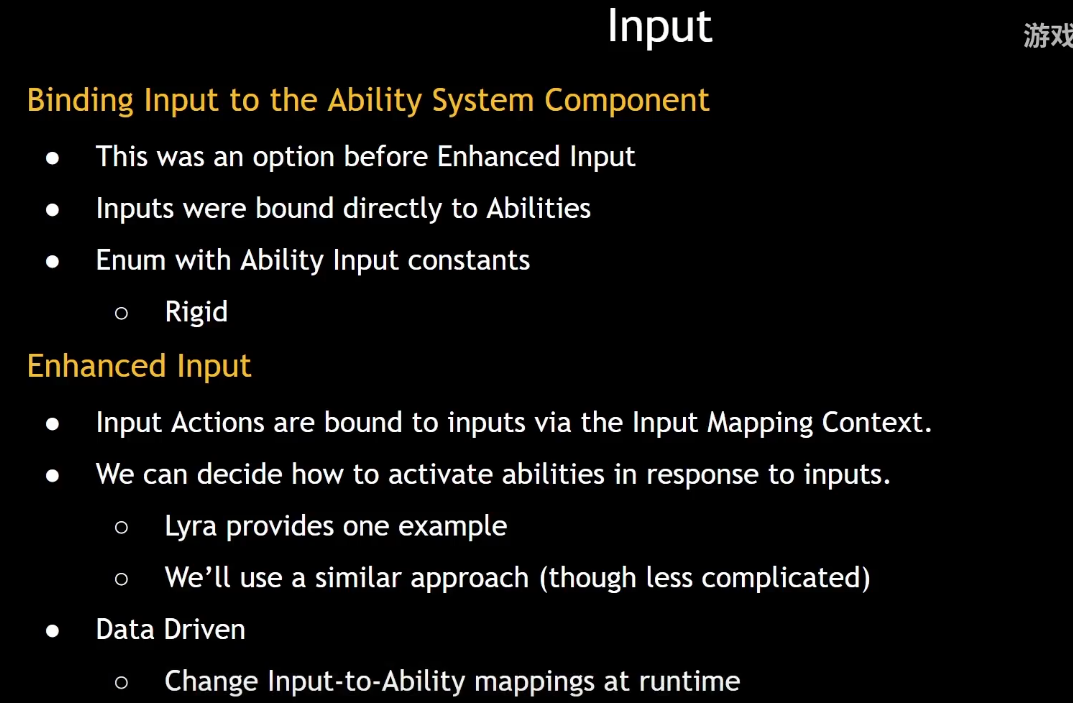 Input
游戏
Binding Input to the Ability System Component
● This was an option before Enhanced Input
● Inputs were bound directly to Abilities
● Enum with Ability Input constants
○ Rigid
Enhanced Input
● Input Actions are bound to inputs via the Input Mapping Context.
● We can decide how to activate abilities in response to inputs.
○ Lyra provides one example
○ We’ll use a similar approach (though less complicated)
● Data Driven
○ Change Input-to-Ability mappings at runtime